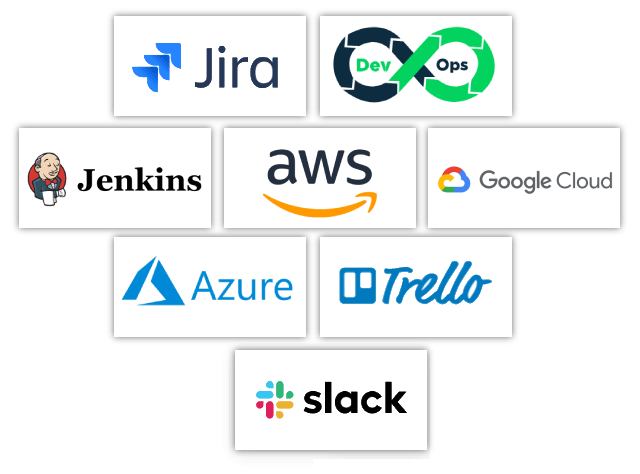 Jira
Dev Ops
Jenkins
aws
Google Cloud
Azure
Trello
slack